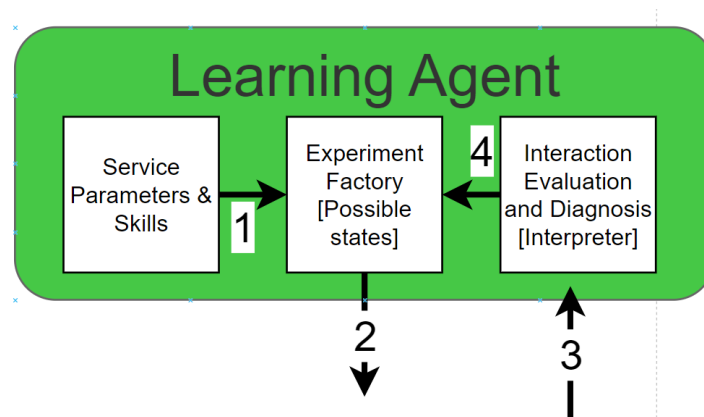 Learning Agent
Service
Parameters &
Skills
1
Experiment
Factory
[Possible
states]
4
Interaction
Evaluation
and Diagnosis
[Interpreter]
2
3